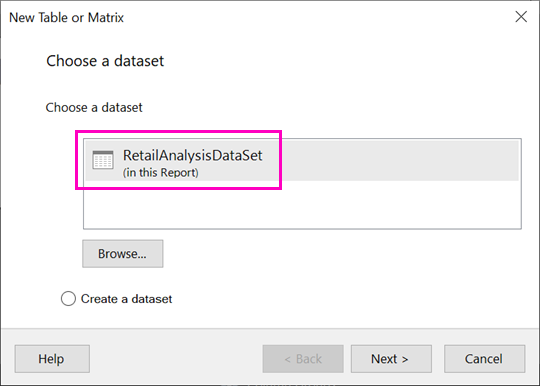 New Table or Matrix
Choose a dataset
Choose a dataset
RetailAnalysisDataSet
(in this Report)
Browse...
Create a dataset
Help
< Back
Next >
Cancel